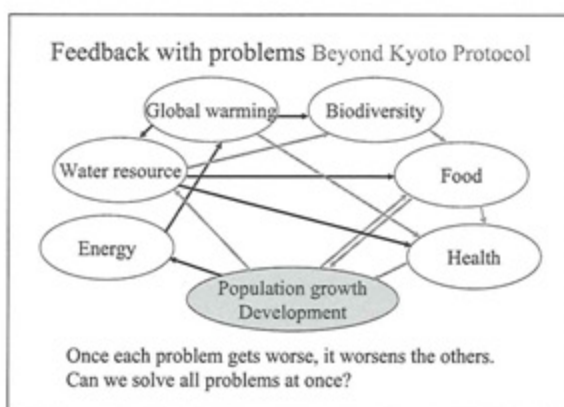 Feedback with problems Beyond Kyoto Protocol
Global warming
Biodiversity
Water resource
Food
Energy
Health
Population growth
Development
Once each problem gets worse, it worsens the others.
Can we solve all problems at once?